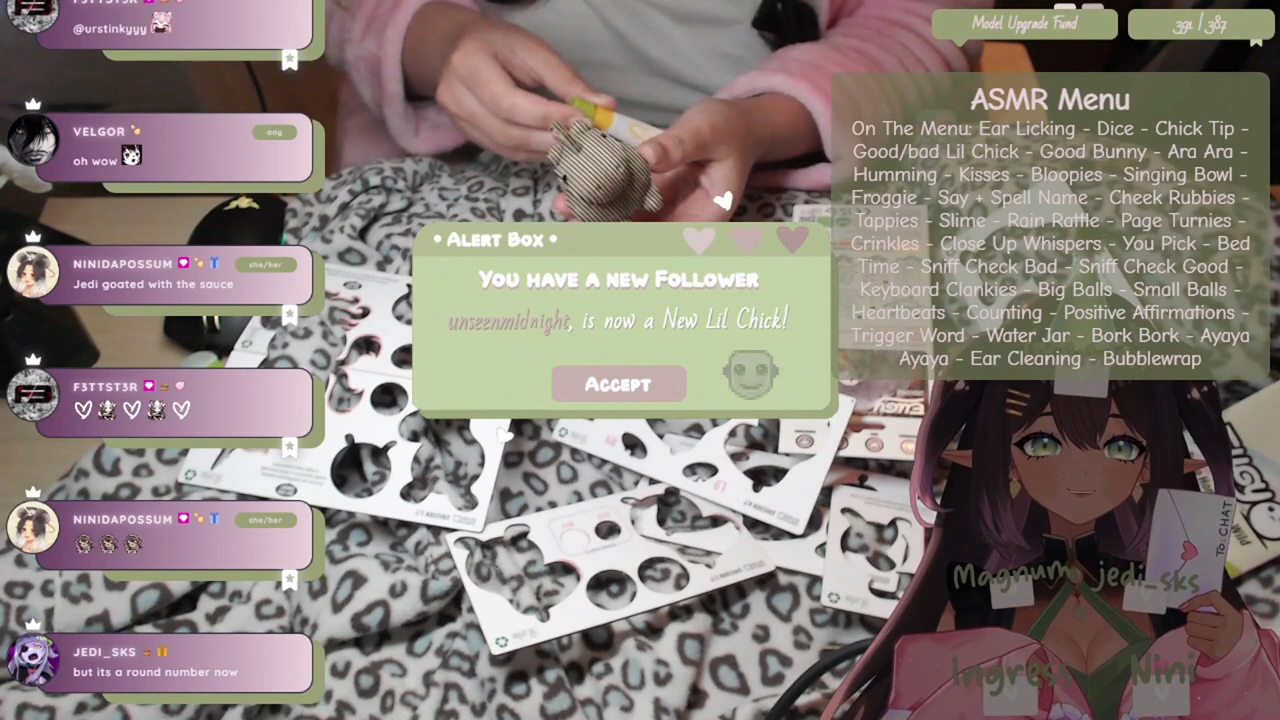 F3TTST3R
@urstinkyyy
VELGOR
any
oh wow
NINIDAPOSSUM
she/her
Jedi goated with the sauce
F3TTST3R
NINIDAPOSSUM
she/her
JEDI_SKS
but its a round number now
• ALERT BOX •
YOU HAVE A NEW FOLLOWER
unseenmidnight, is now a New Lil Chick!
ACCEPT
Model Upgrade Fund
391 / 387
ASMR Menu
On The Menu: Ear Licking - Dice - Chick Tip -
Good/bad Lil Chick - Good Bunny - Ara Ara -
Humming - Kisses - Bloopies - Singing Bowl -
Froggie - Say + Spell Name - Cheek Rubbies -
Tappies - Slime - Rain Rattle - Page Turnies -
Crinkles - Close Up Whispers - You Pick - Bed
Time - Sniff Check Bad - Sniff Check Good -
Keyboard Clankies - Big Balls - Small Balls -
Heartbeats - Counting - Positive Affirmations -
Trigger Word - Water Jar - Bork Bork - Ayaya
Ayaya - Ear Cleaning - Bubblewrap
To: CHAT
Magnum jedi_sks
Ingrest Nini